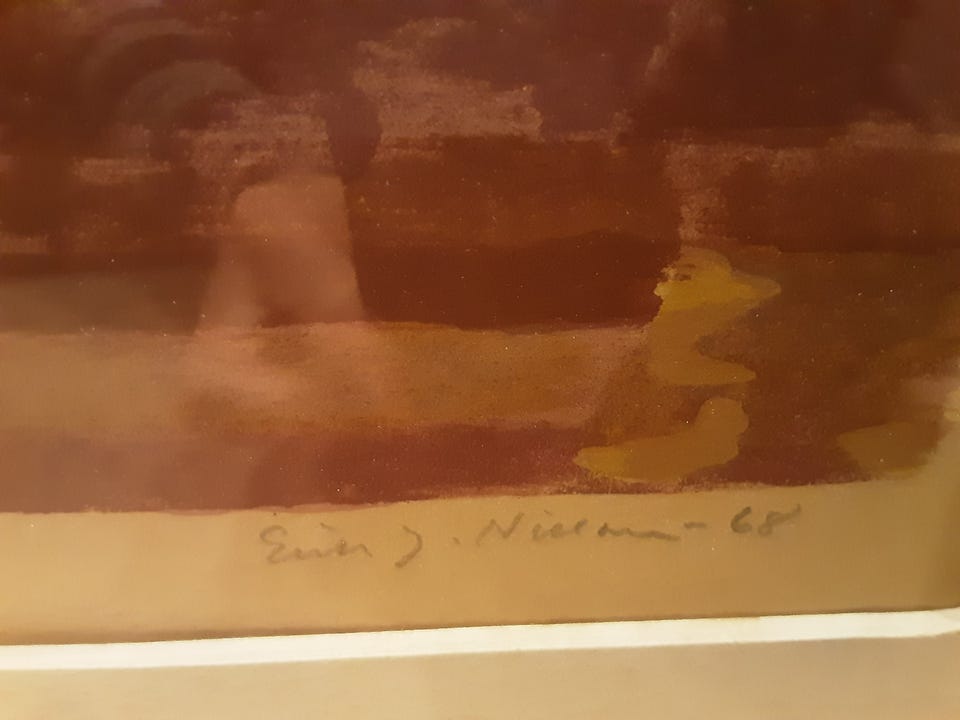 J. Nielsen - 68